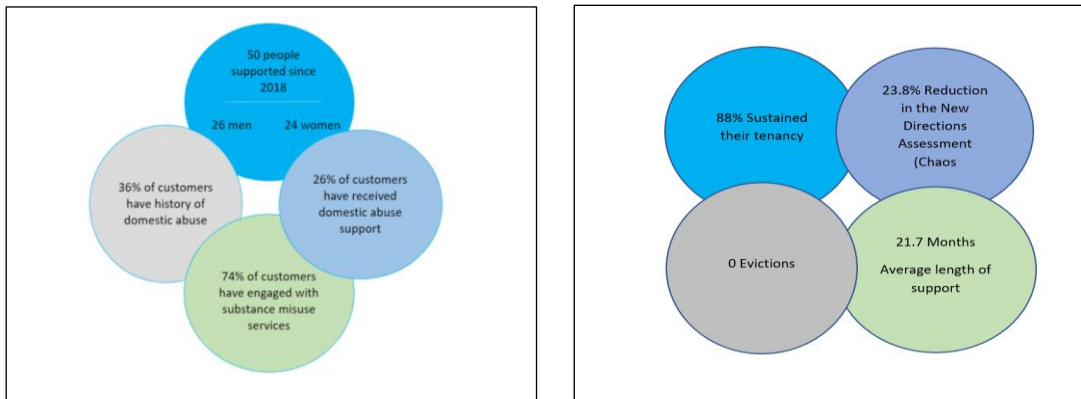 50 people
supported since
2018
26 men 24 women
36% of customers
have history of
domestic abuse
26% of customers
have received
domestic abuse
support
74% of customers
have engaged with
substance misuse
services
88% Sustained
their tenancy
23.8% Reduction
in the New
Directions
Assessment
(Chaos
0 Evictions
21.7 Months
Average length of
support